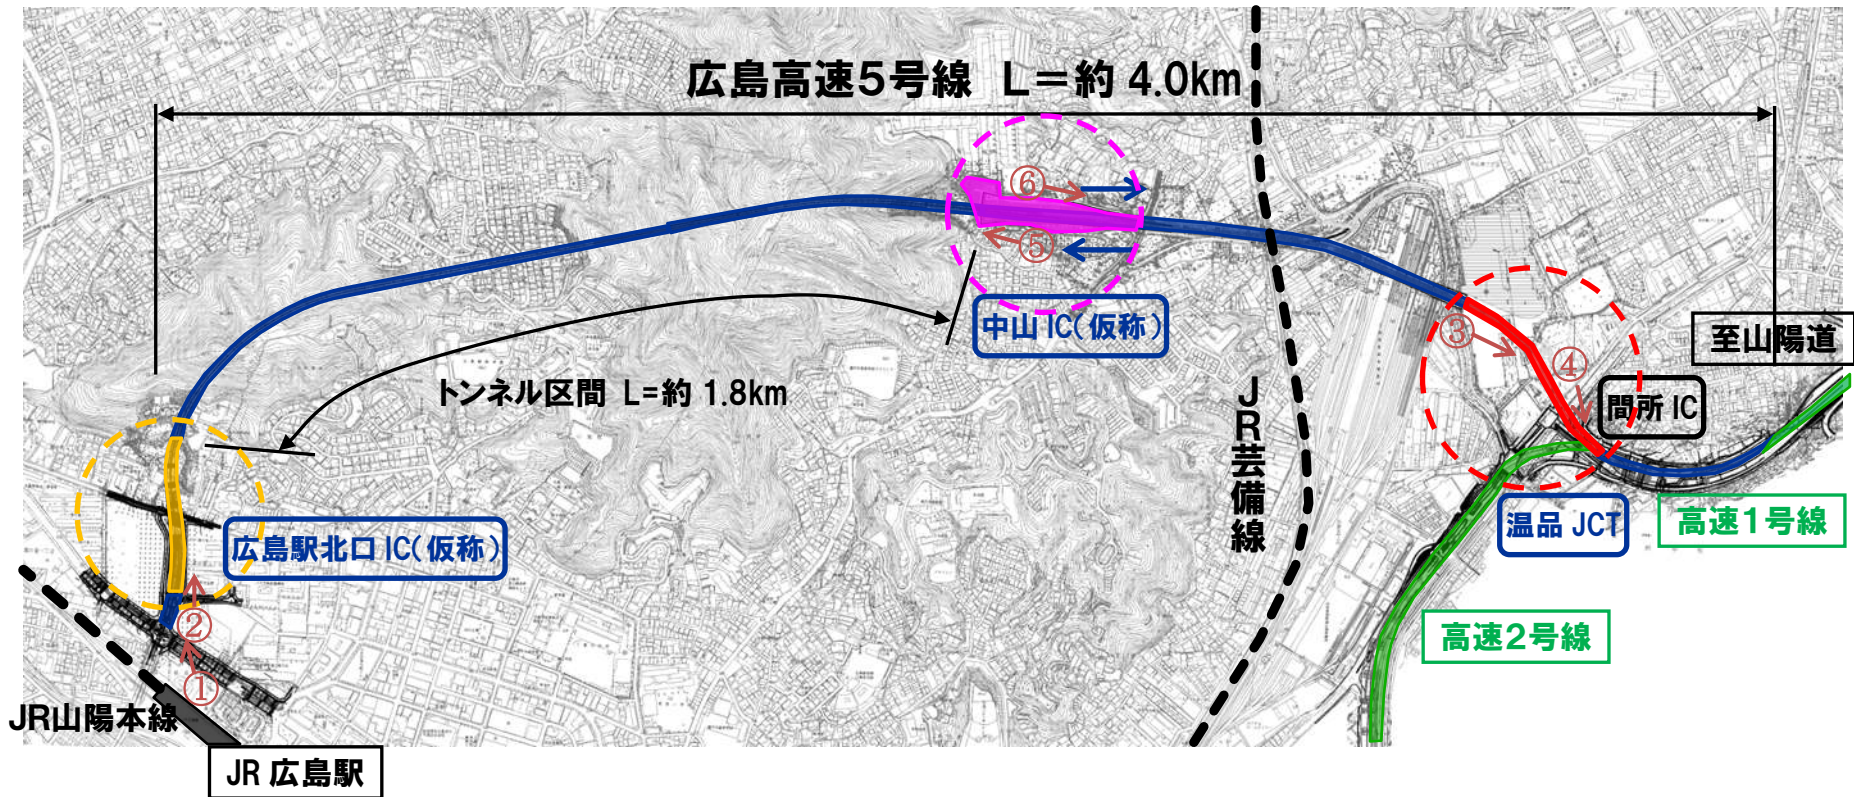 広島高速5号線 L=約 4.0km
⑥
⑤
中山 IC(仮称)
③
④
至山陽道
間所 IC
トンネル区間 L=約 1.8km
JR芸備線
広島駅北口 IC(仮称)
温品 JCT
高速1号線
②
高速2号線
①
JR山陽本線
JR 広島駅